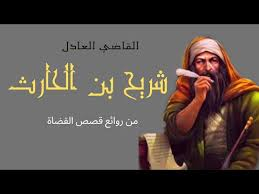 القاضي العادل
شريح بن الحارث
من روائع قصص القضاة